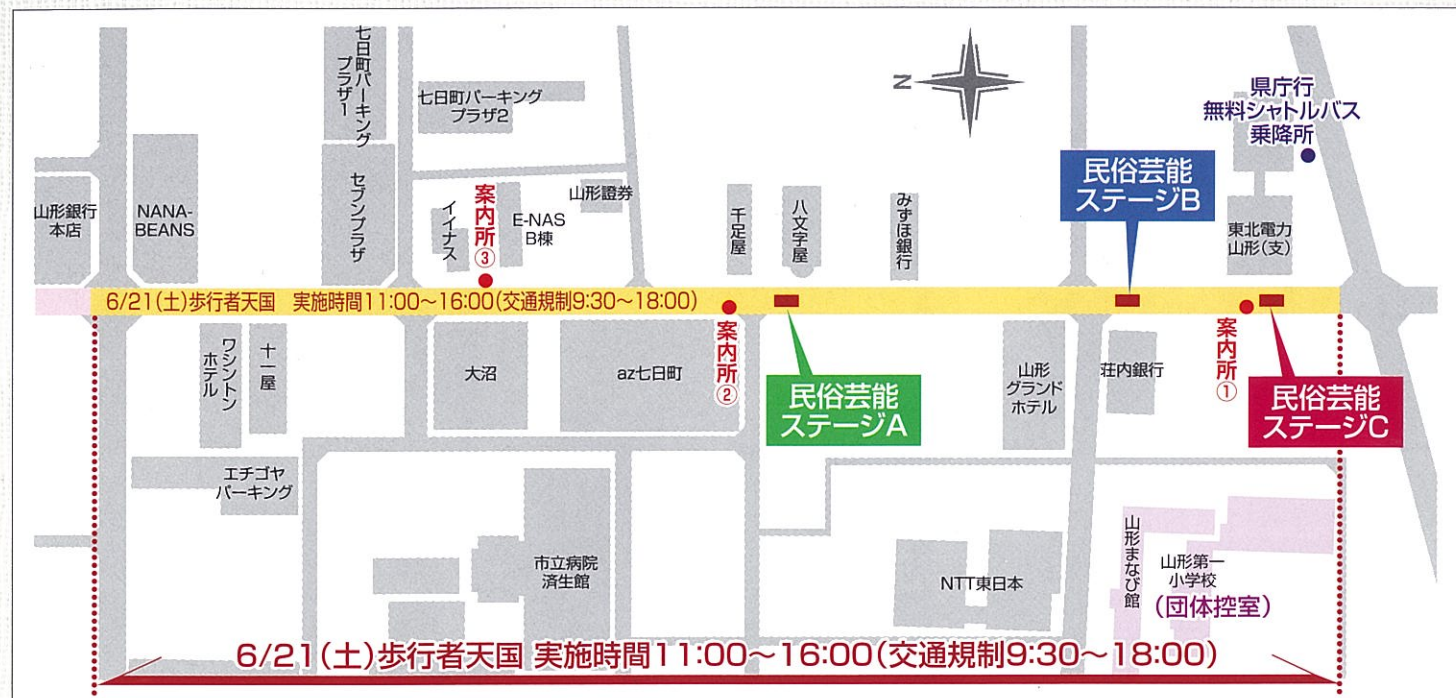 七日町パーキング
プラザ1
七日町パーキング
プラザ2
N
県庁行
無料シャトルバス
乗降所
民俗芸能
ステージB
山形銀行
本店
NANA-
BEANS
セブンプラザ
イイナス
案内所③
E-NAS
B棟
山形證券
千足屋
八文字屋
みずほ銀行
東北電力
山形(支)
6/21(土)歩行者天国 実施時間11:00～16:00(交通規制9:30～18:00)
ワシントン
ホテル
十一屋
大沼
az七日町
案内所②
民俗芸能
ステージA
山形
グランド
ホテル
荘内銀行
案内所①
民俗芸能
ステージC
エチゴヤ
パーキング
市立病院
済生館
NTT東日本
山形まなび館
山形第一
小学校
(団体控室)
6/21(土)歩行者天国 実施時間11:00～16:00(交通規制9:30～18:00)